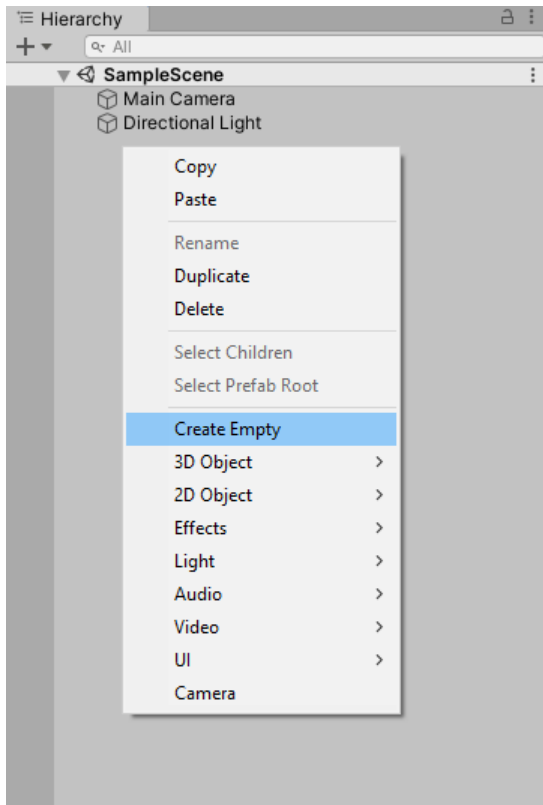 Hierarchy
All
SampleScene
Main Camera
Directional Light
Copy
Paste
Rename
Duplicate
Delete
Select Children
Select Prefab Root
Create Empty
3D Object
2D Object
Effects
Light
Audio
Video
UI
Camera